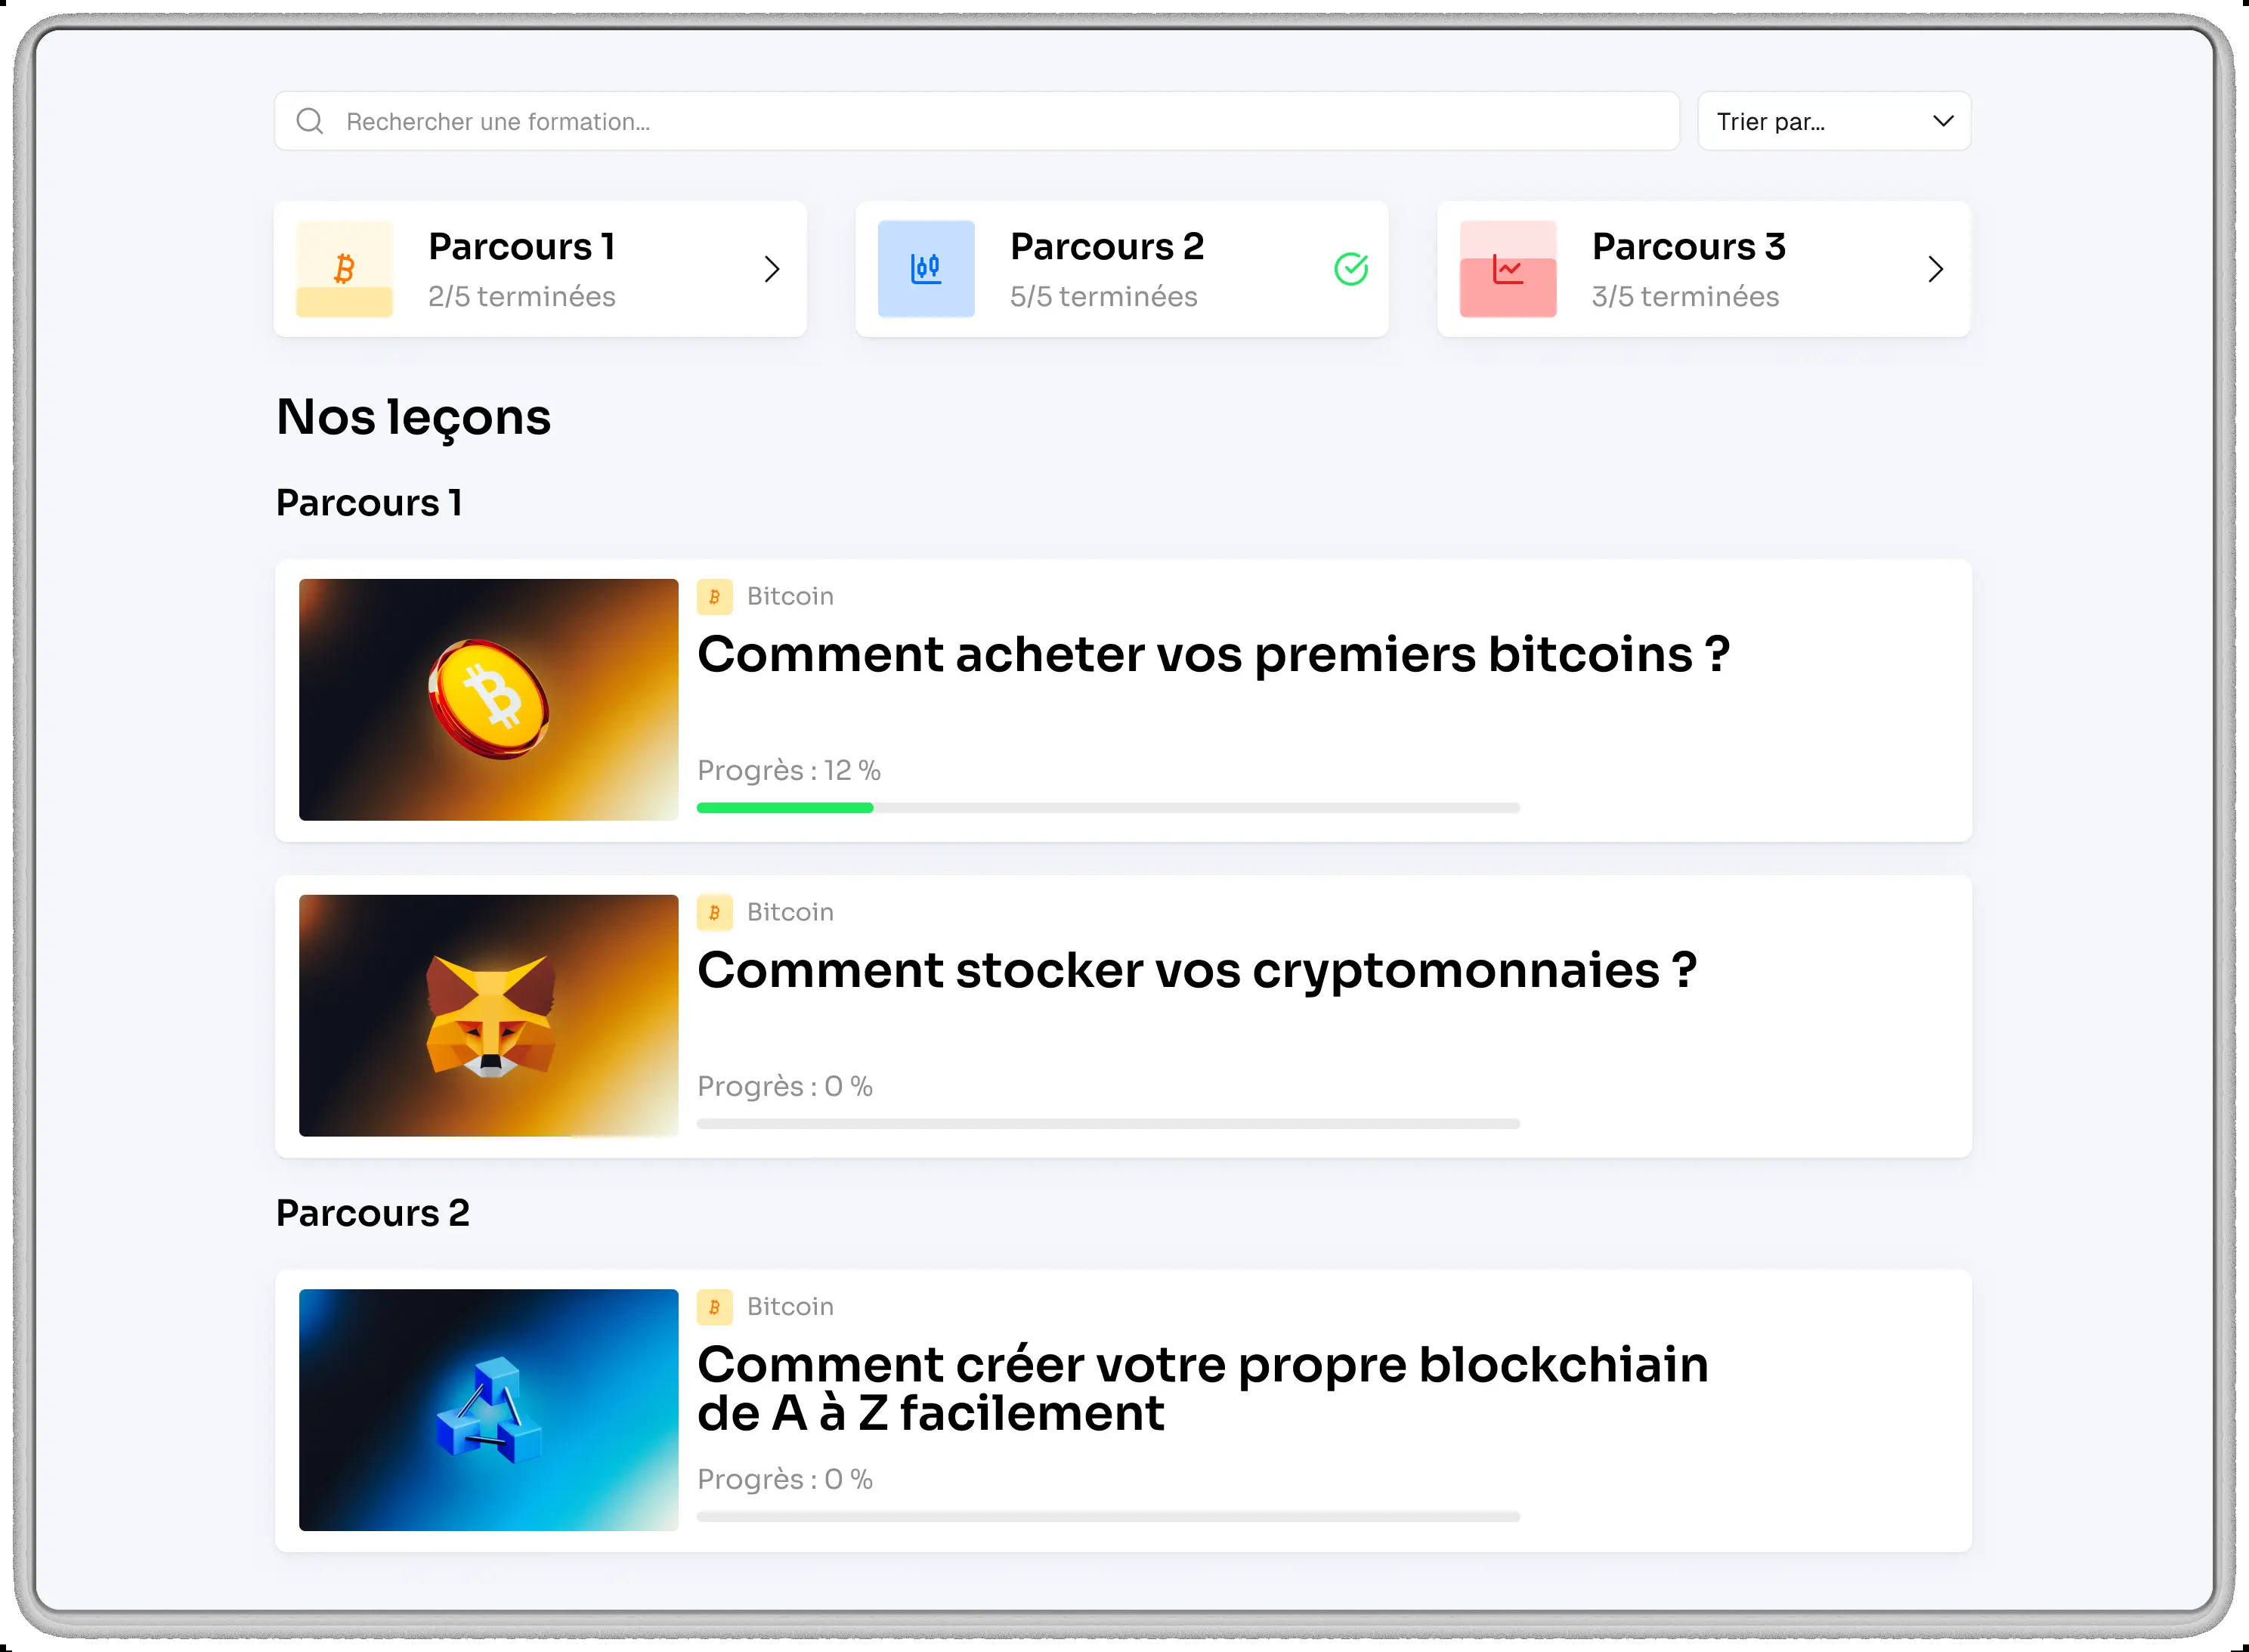 Rechercher une formation...
Trier par...
Parcours 1
2/5 terminées
Parcours 2
5/5 terminées
Parcours 3
3/5 terminées
Nos leçons
Parcours 1
Bitcoin
Comment acheter vos premiers bitcoins ?
Progrès : 12 %
Bitcoin
Comment stocker vos cryptomonnaies ?
Progrès : 0 %
Parcours 2
Bitcoin
Comment créer votre propre blockchiain
de A à Z facilement
Progrès : 0 %